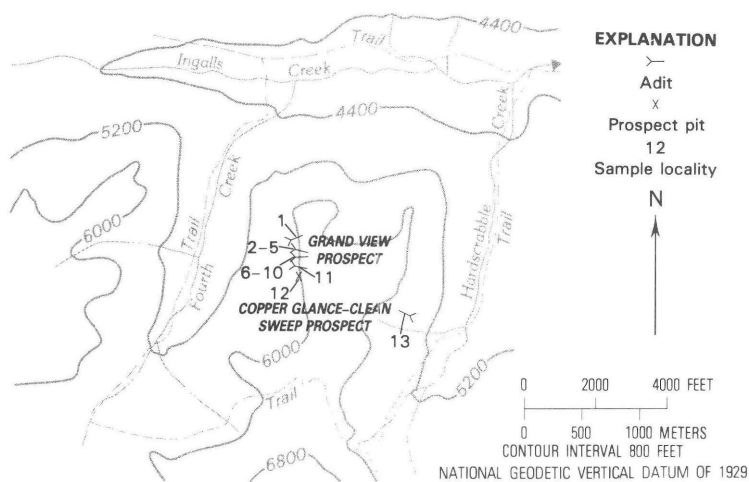 4400
Trail
Ingalls
Creek
5200
4400
Creek
Creek
6000
1
GRAND VIEW
PROSPECT
2-5
6-10
11
12
Trail
Fourth
Hardscrabble
Trail
COPPER GLANCE-CLEAN
SWEEP PROSPECT
13
6000
5200
Trail
6800
EXPLANATION
Adit
x
Prospect pit
12
Sample locality
N
0 2000 4000 FEET
0 500 1000 METERS
CONTOUR INTERVAL 800 FEET
NATIONAL GEODETIC VERTICAL DATUM OF 1929